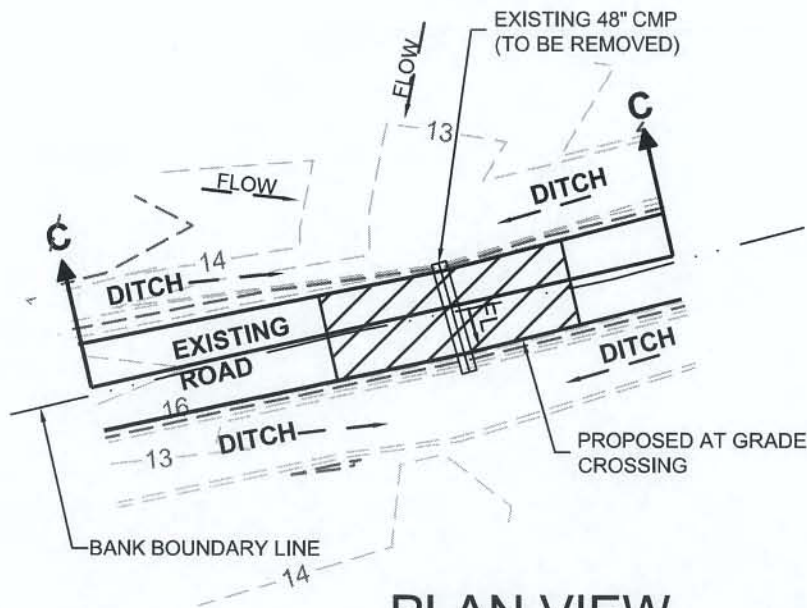 EXISTING 48" CMP
(TO BE REMOVED)
FLOW
13
C
FLOW
DITCH
C
14
DITCH
EXISTING
ROAD
16
DITCH
DITCH
13
PROPOSED AT GRADE
CROSSING
BANK BOUNDARY LINE
14
PLAN VIEW